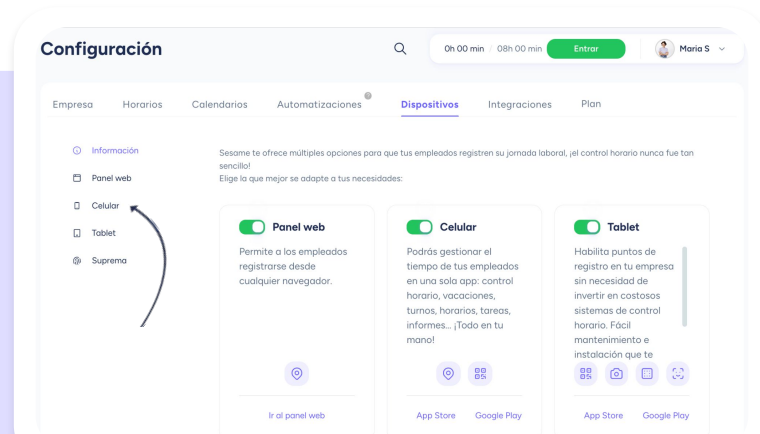 Configuración
0h 00 min / 08h 00 min
Entrar
Maria S
Empresa
Horarios
Calendarios
Automatizaciones
Dispositivos
Integraciones
Plan
Información
Panel web
Celular
Tablet
Suprema
Sesame te ofrece múltiples opciones para que tus empleados registren su jornada laboral, ¡el control horario nunca fue tan
sencillo!
Elige la que mejor se adapte a tus necesidades:
Panel web
Permite a los empleados
registrarse desde
cualquier navegador.
Ir al panel web
Celular
Podrás gestionar el
tiempo de tus empleados
en una sola app: control
horario, vacaciones,
turnos, horarios, tareas,
informes... ¡Todo en tu
mano!
App Store
Google Play
Tablet
Habilita puntos de
registro en tu empresa
sin necesidad de
invertir en costosos
sistemas de control
horario. Fácil
mantenimiento e
instalación que te
App Store
Google Play